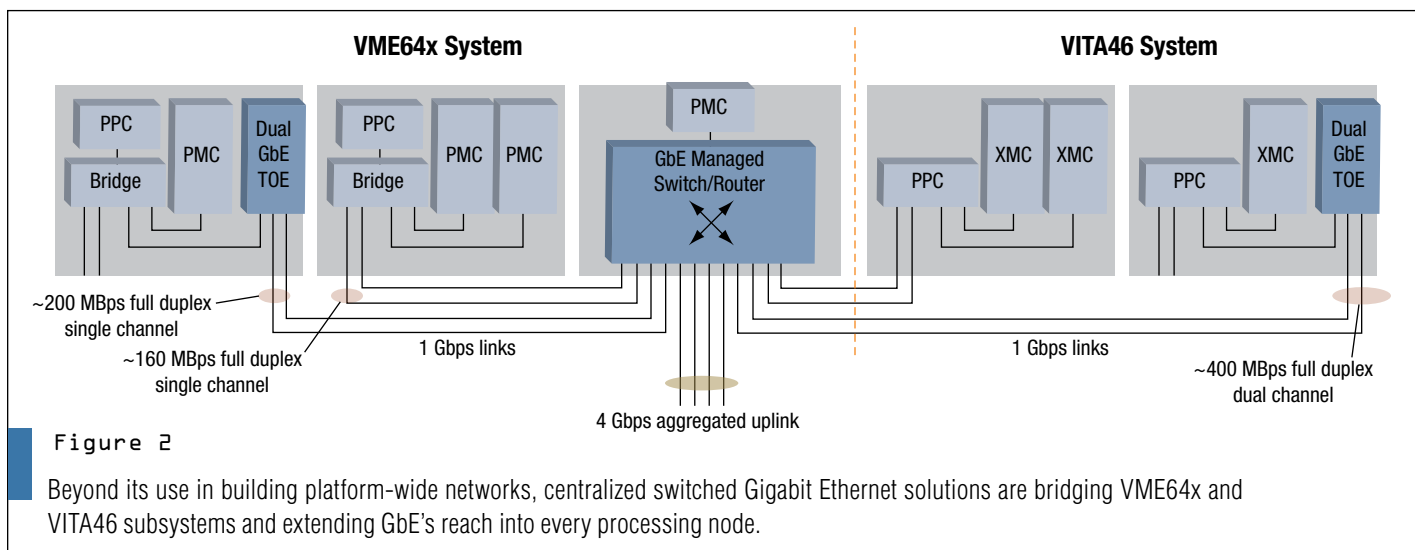 VME64x System
VITA46 System
PPC
Bridge
PMC
Dual
GbE
TOE
PPC
Bridge
PMC
PMC
PMC
GbE Managed
Switch/Router
PPC
XMC
XMC
PPC
XMC
Dual
GbE
TOE
~200 MBps full duplex
single channel
~160 MBps full duplex
single channel
1 Gbps links
4 Gbps aggregated uplink
1 Gbps links
~400 MBps full duplex
dual channel
Figure 2
Beyond its use in building platform-wide networks, centralized switched Gigabit Ethernet solutions are bridging VME64x and
VITA46 subsystems and extending GbE's reach into every processing node.